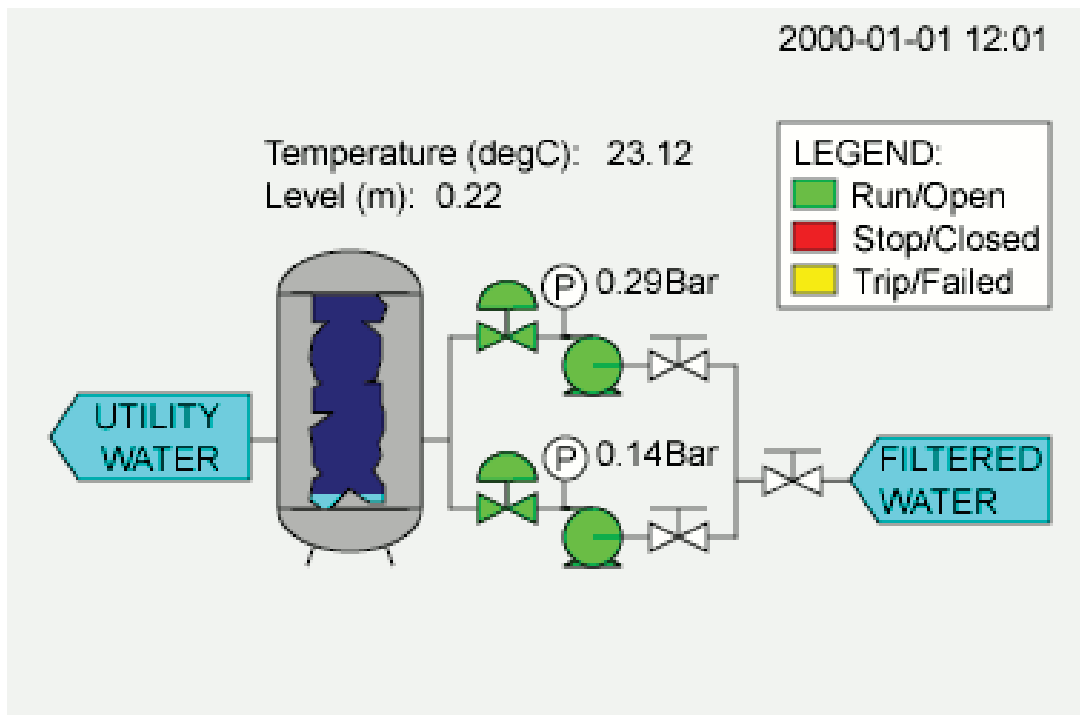 2000-01-01 12:01
Temperature (degC): 23.12
Level (m): 0.22
LEGEND:
Run/Open
Stop/Closed
Trip/Failed
P 0.29Bar
UTILITY
WATER
P 0.14Bar
FILTERED
WATER